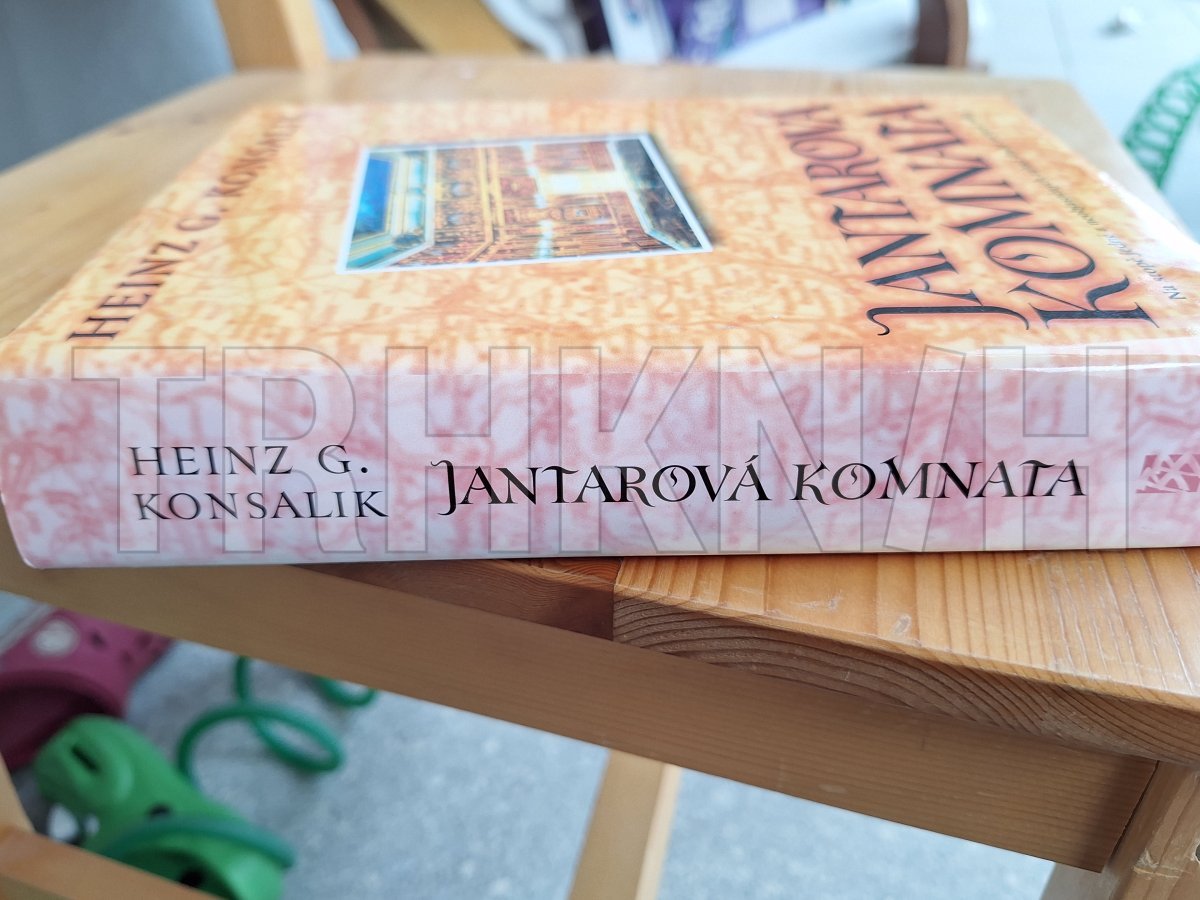 HEINZ G. KONSALIK
JANTAROVÁ
KOMNATA
HEINZ G.
KONSALIK
JANTAROVÁ KOMNATA
TRHKNIH